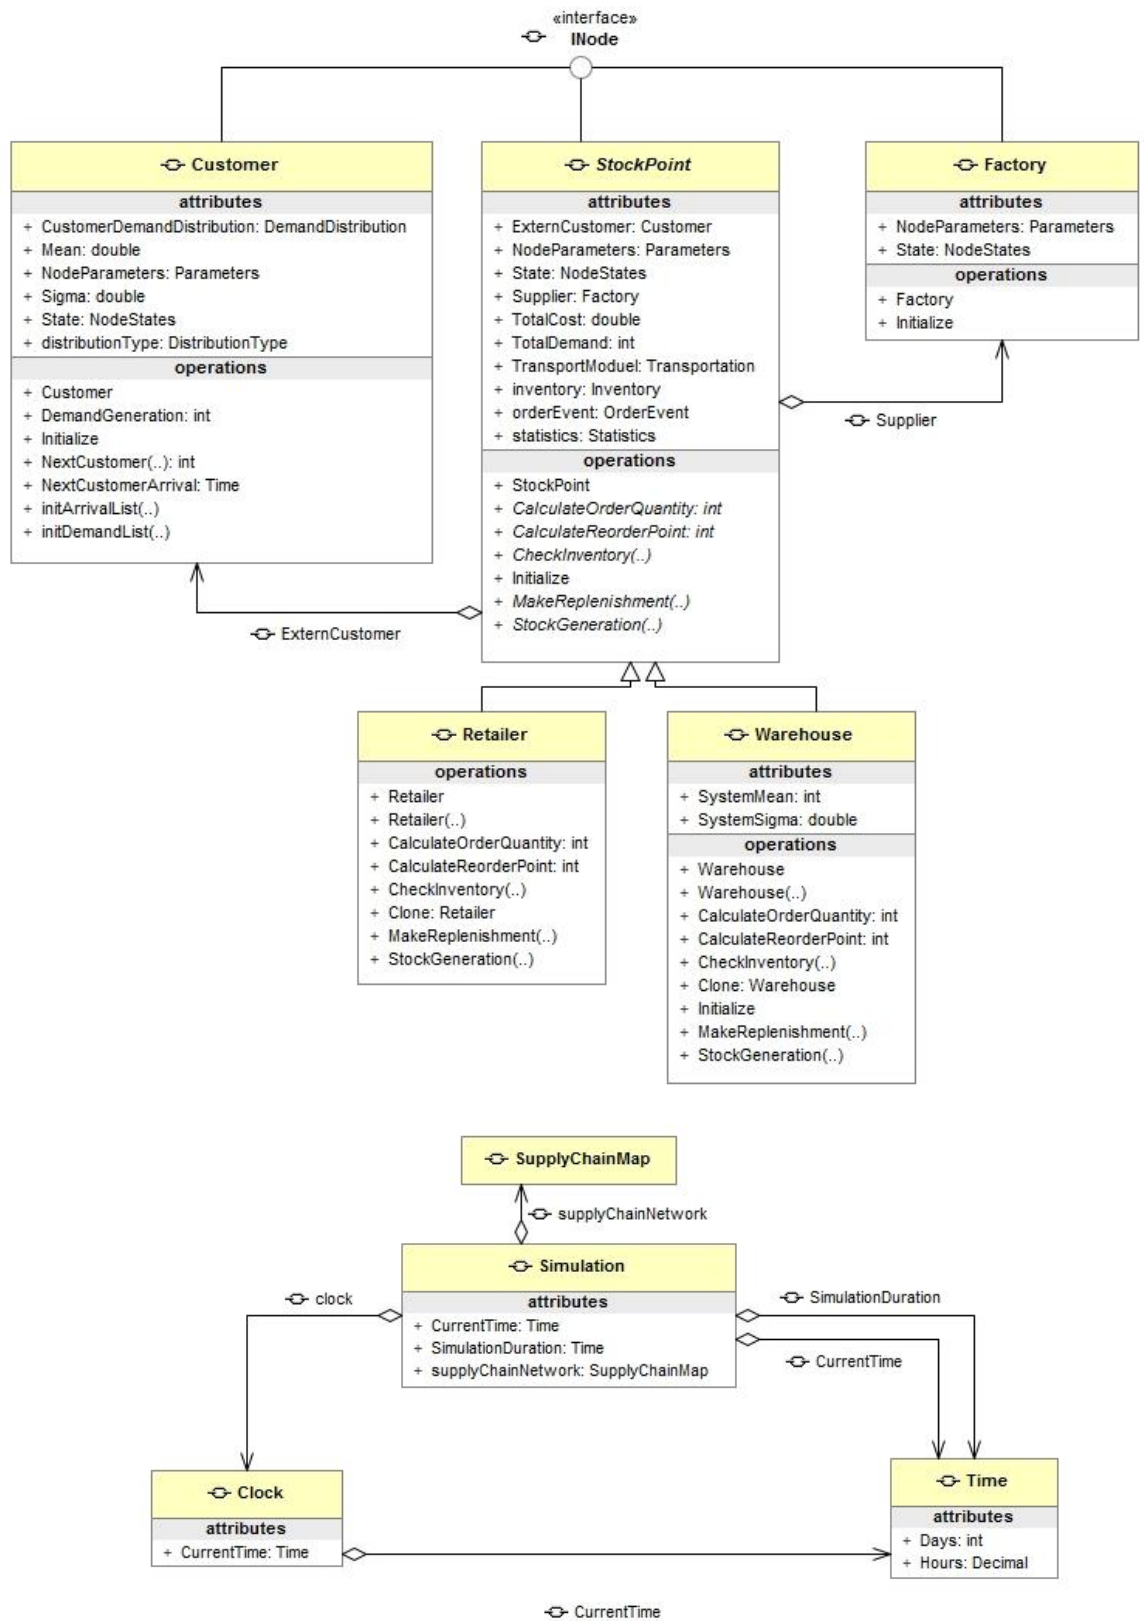 «interface»
INode
Customer
attributes
+ CustomerDemandDistribution: DemandDistribution
+ Mean: double
+ NodeParameters: Parameters
+ Sigma: double
+ State: NodeStates
+ distributionType: DistributionType
operations
+ Customer
+ DemandGeneration: int
+ Initialize
+ NextCustomer(..): int
+ NextCustomerArrival: Time
+ initArrivalList(..)
+ initDemandList(..)
StockPoint
attributes
+ ExternCustomer: Customer
+ NodeParameters: Parameters
+ State: NodeStates
+ Supplier: Factory
+ TotalCost: double
+ TotalDemand: int
+ TransportModuel: Transportation
+ inventory: Inventory
+ orderEvent: OrderEvent
+ statistics: Statistics
operations
+ StockPoint
+ CalculateOrderQuantity: int
+ CalculateReorderPoint: int
+ CheckInventory(..)
+ Initialize
+ MakeReplenishment(..)
+ StockGeneration(..)
Factory
attributes
+ NodeParameters: Parameters
+ State: NodeStates
operations
+ Factory
+ Initialize
Supplier
ExternCustomer
Retailer
operations
+ Retailer
+ Retailer(..)
+ CalculateOrderQuantity: int
+ CalculateReorderPoint: int
+ CheckInventory(..)
+ Clone: Retailer
+ MakeReplenishment(..)
+ StockGeneration(..)
Warehouse
attributes
+ SystemMean: int
+ SystemSigma: double
operations
+ Warehouse
+ Warehouse(..)
+ CalculateOrderQuantity: int
+ CalculateReorderPoint: int
+ CheckInventory(..)
+ Clone: Warehouse
+ Initialize
+ MakeReplenishment(..)
+ StockGeneration(..)
SupplyChainMap
supplyChainNetwork
Simulation
attributes
+ CurrentTime: Time
+ SimulationDuration: Time
+ supplyChainNetwork: SupplyChainMap
clock
SimulationDuration
CurrentTime
Clock
attributes
+ CurrentTime: Time
Time
attributes
+ Days: int
+ Hours: Decimal
CurrentTime